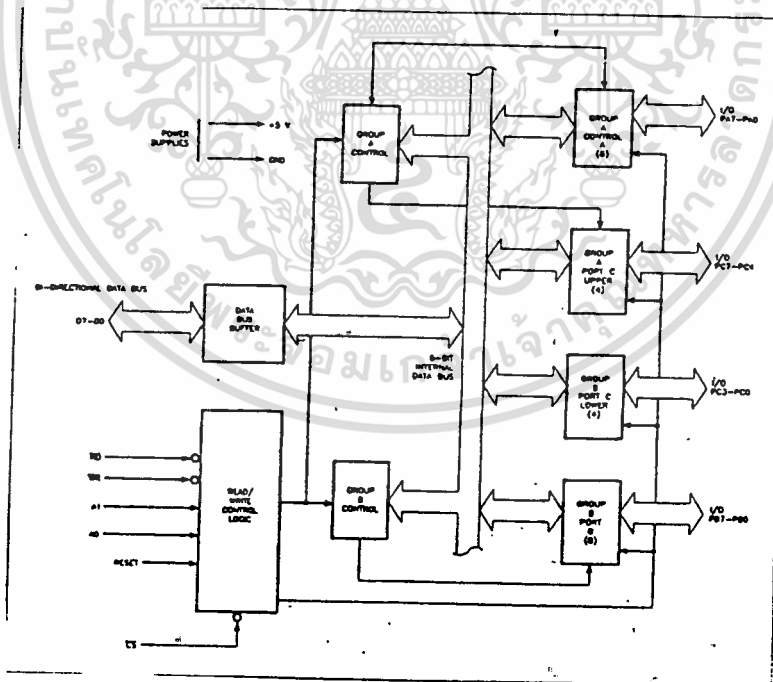 POWER
SUPPLIES
+5 V
GND
GROUP
A
CONTROL
GROUP
A
CONTROL
A
(8)
I/O
PA7-PA0
GROUP
A
PORT C
UPPER
(4)
I/O
PC7-PC4
BI-DIRECTIONAL DATA BUS
D7-D0
DATA
BUS
BUFFER
8-BIT
INTERNAL
DATA BUS
GROUP
B
PORT C
LOWER
(4)
I/O
PC3-PC0
RD
WR
A1
A0
RESET
CS
READ/
WRITE
CONTROL
LOGIC
GROUP
B
CONTROL
GROUP
B
PORT
B
(8)
I/O
PB7-PB0